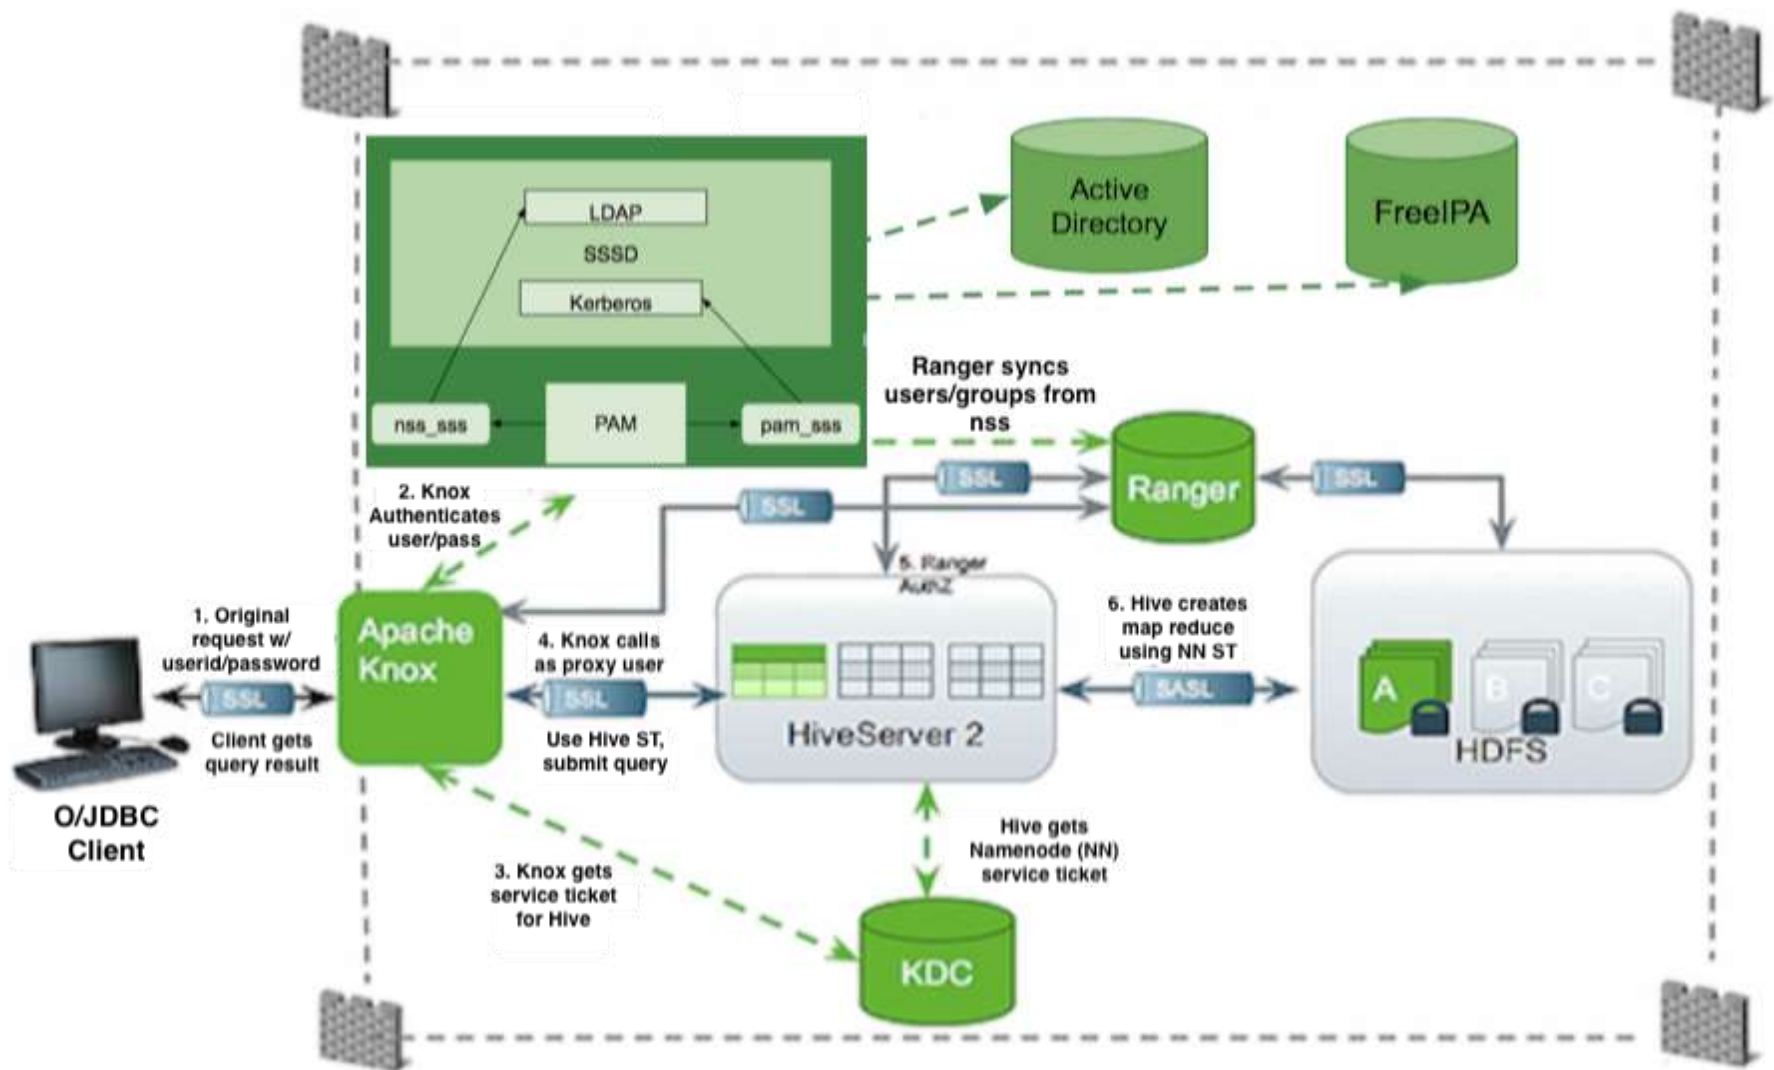 LDAP
SSSD
Kerberos
nss_sss
PAM
pam_sss
Active
Directory
FreeIPA
Ranger syncs
users/groups from
nss
Ranger
SSL
SSL
SSL
2. Knox
Authenticates
user/pass
5. Ranger
AuthZ
1. Original
request w/
userid/password
SSL
Client gets
query result
O/JDBC
Client
Apache
Knox
4. Knox calls
as proxy user
SSL
Use Hive ST,
submit query
HiveServer 2
6. Hive creates
map reduce
using NN ST
SASL
A
B
C
HDFS
3. Knox gets
service ticket
for Hive
Hive gets
Namenode (NN)
service ticket
KDC